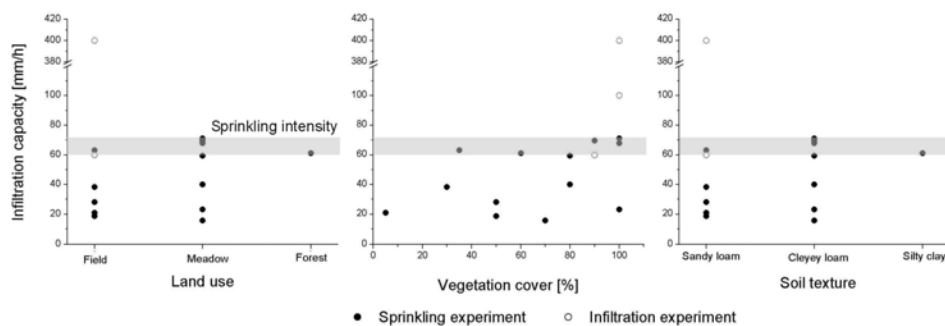 Infiltration capacity [mm/h]
420
400
380
100
80
60
40
20
0
Sprinkling intensity
Field
Meadow
Forest
Land use
420
400
380
100
80
60
40
20
0
0
20
40
60
80
100
Vegetation cover [%]
420
400
380
100
80
60
40
20
0
Sandy loam
Cleyey loam
Silty clay
Soil texture
Sprinkling experiment
Infiltration experiment